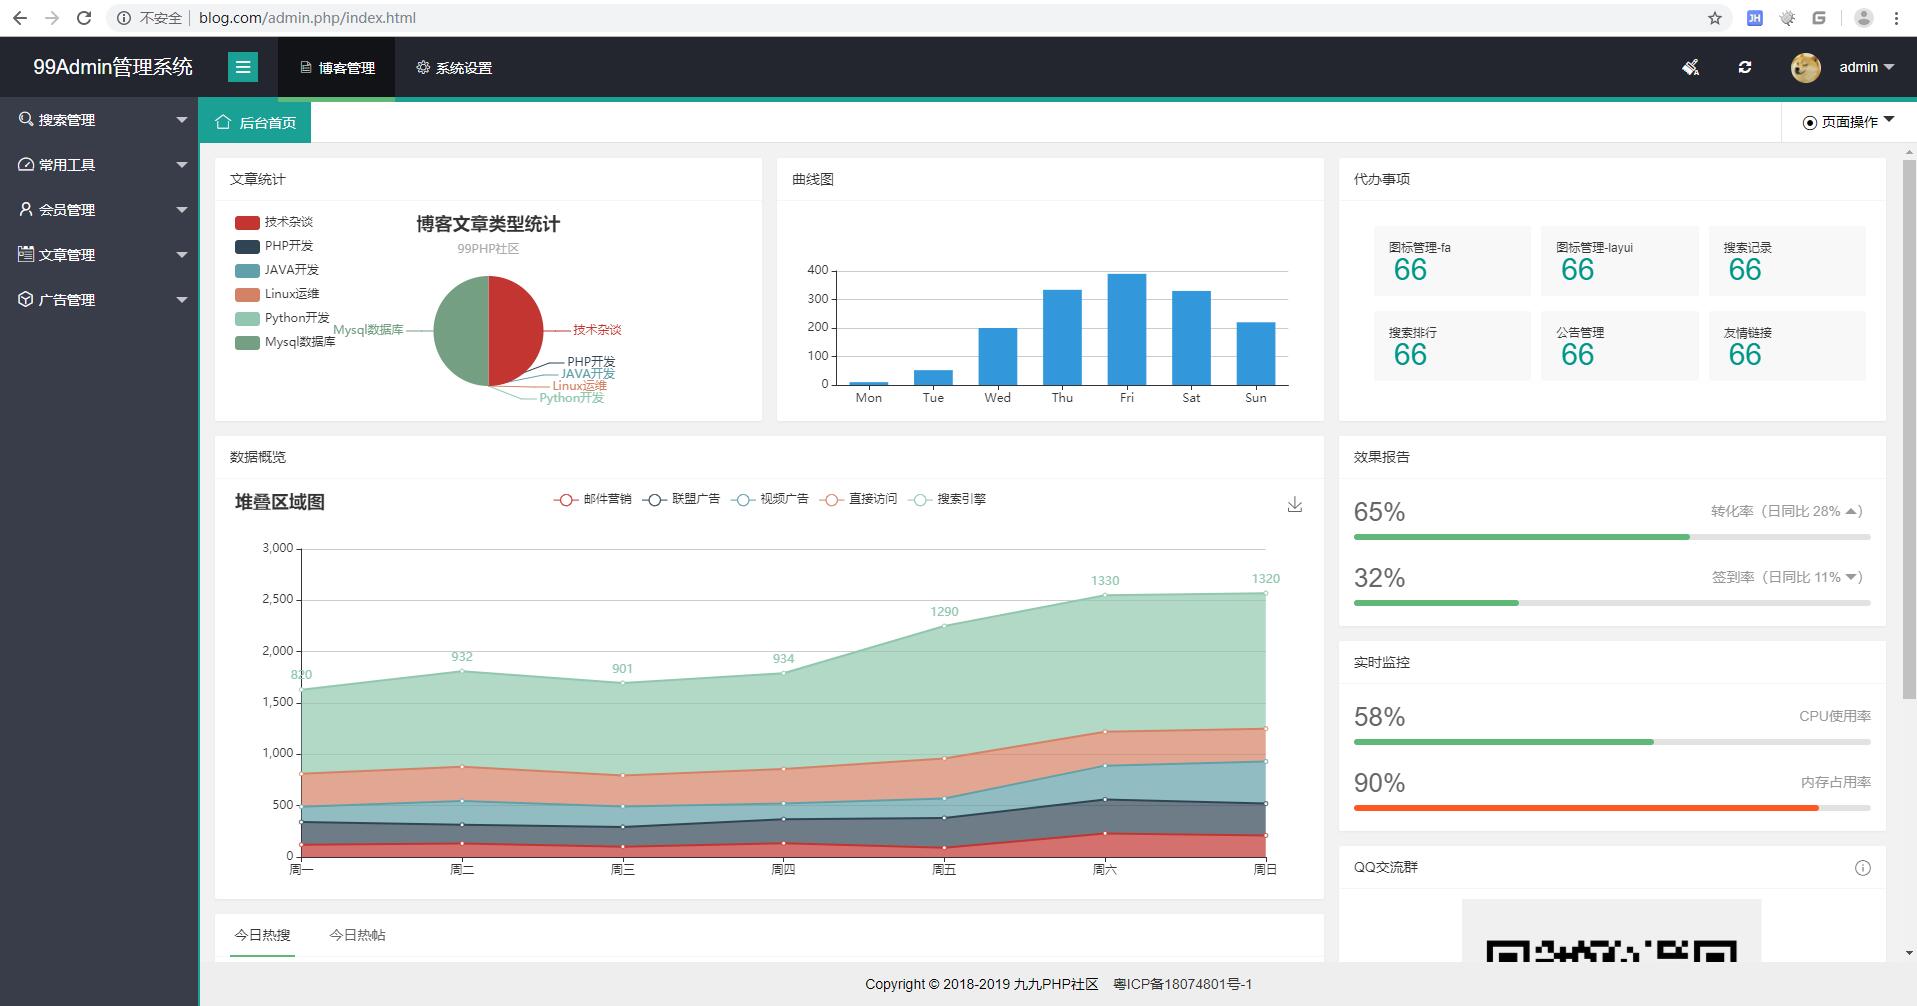 不安全 blog.com/admin.php/index.html
JH
99Admin管理系统 博客管理 系统设置 admin
搜索管理
常用工具
会员管理
文章管理
广告管理
后台首页 页面操作
文章统计
技术杂谈
PHP开发
JAVA开发
Linux运维
Python开发
Mysql数据库
博客文章类型统计
99PHP社区
Mysql数据库
技术杂谈
PHP开发
JAVA开发
Linux运维
Python开发
曲线图
400
300
200
100
0
Mon Tue Wed Thu Fri Sat Sun
代办事项
图标管理-fa 图标管理-layui 搜索记录
66 66 66
搜索排行 公告管理 友情链接
66 66 66
数据概览
堆叠区域图 邮件营销 联盟广告 视频广告 直接访问 搜索引擎
3,000
2,500
2,000
1,500
1,000
500
0
820 932 901 934 1290 1330 1320
周一 周二 周三 周四 周五 周六 周日
效果报告
65% 转化率（日同比 28% ）
32% 签到率（日同比 11% ）
实时监控
58% CPU使用率
90% 内存占用率
QQ交流群
今日热搜 今日热帖
Copyright © 2018-2019 九九PHP社区 粤ICP备18074801号-1